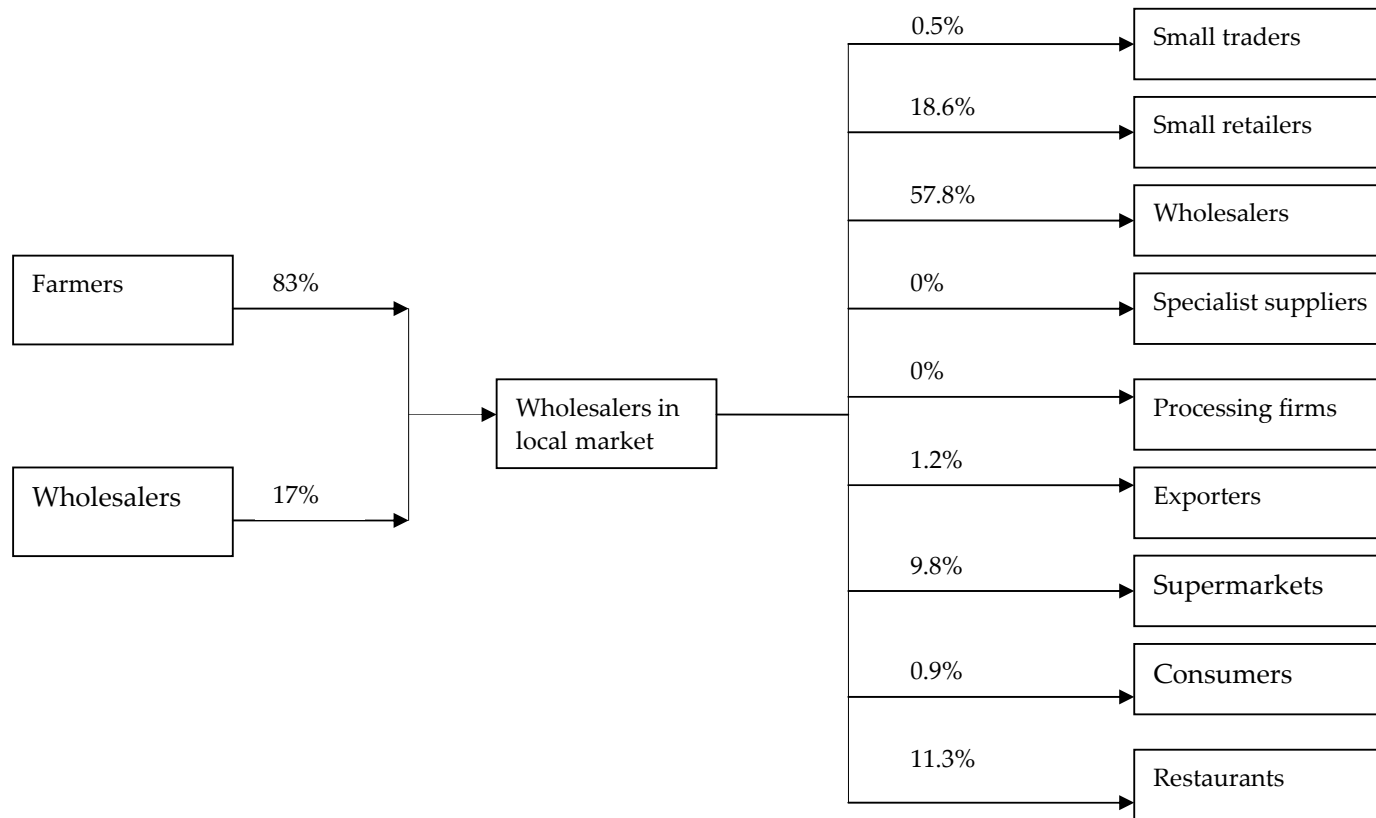 Farmers
83%
Wholesalers
17%
Wholesalers in
local market
0.5%
Small traders
18.6%
Small retailers
57.8%
Wholesalers
0%
Specialist suppliers
0%
Processing firms
1.2%
Exporters
9.8%
Supermarkets
0.9%
Consumers
11.3%
Restaurants